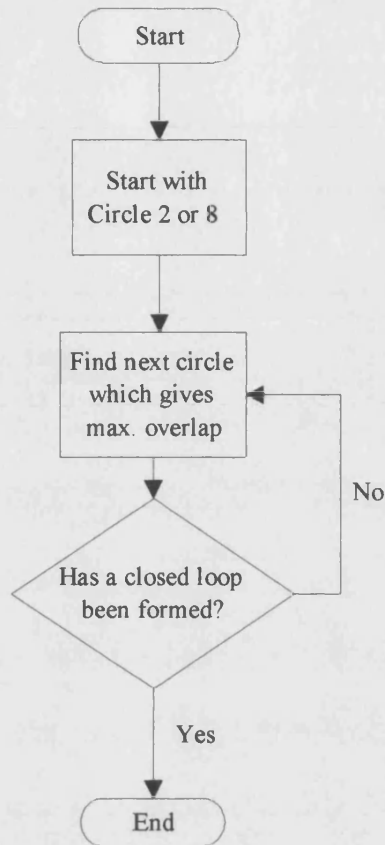 Start
Start with
Circle 2 or 8
Find next circle
which gives
max. overlap
No
Has a closed loop
been formed?
Yes
End